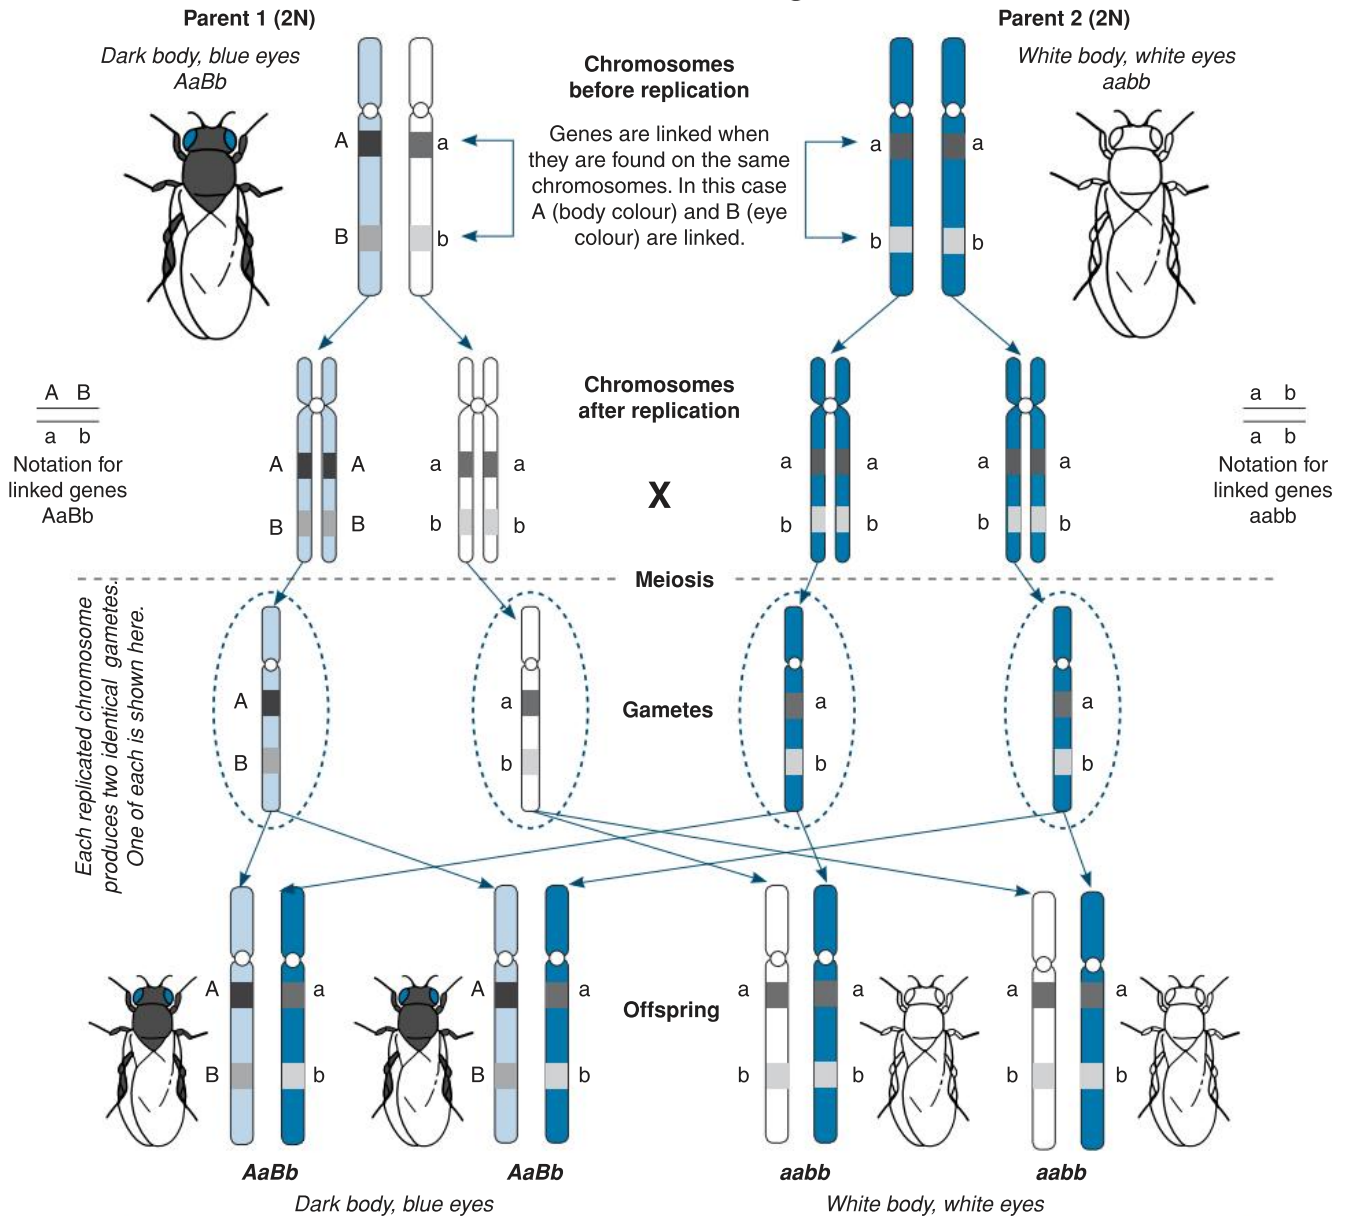 Parent 1 (2N)
Dark body, blue eyes
AaBb
Chromosomes
before replication
Genes are linked when
they are found on the same
chromosomes. In this case
A (body colour) and B (eye
colour) are linked.
Parent 2 (2N)
White body, white eyes
aabb
A a
B b
a a
b b
A B
a b
Notation for
linked genes
AaBb
Chromosomes
after replication
X
A A a a
B B b b
a a a a
b b b b
a b
a b
Notation for
linked genes
aabb
Meiosis
Each replicated chromosome
produces two identical gametes.
One of each is shown here.
A a
B b
Gametes
a a
b b
A a A a
B b B b
Offspring
a a a a
b b b b
AaBb AaBb aabb aabb
Dark body, blue eyes
White body, white eyes